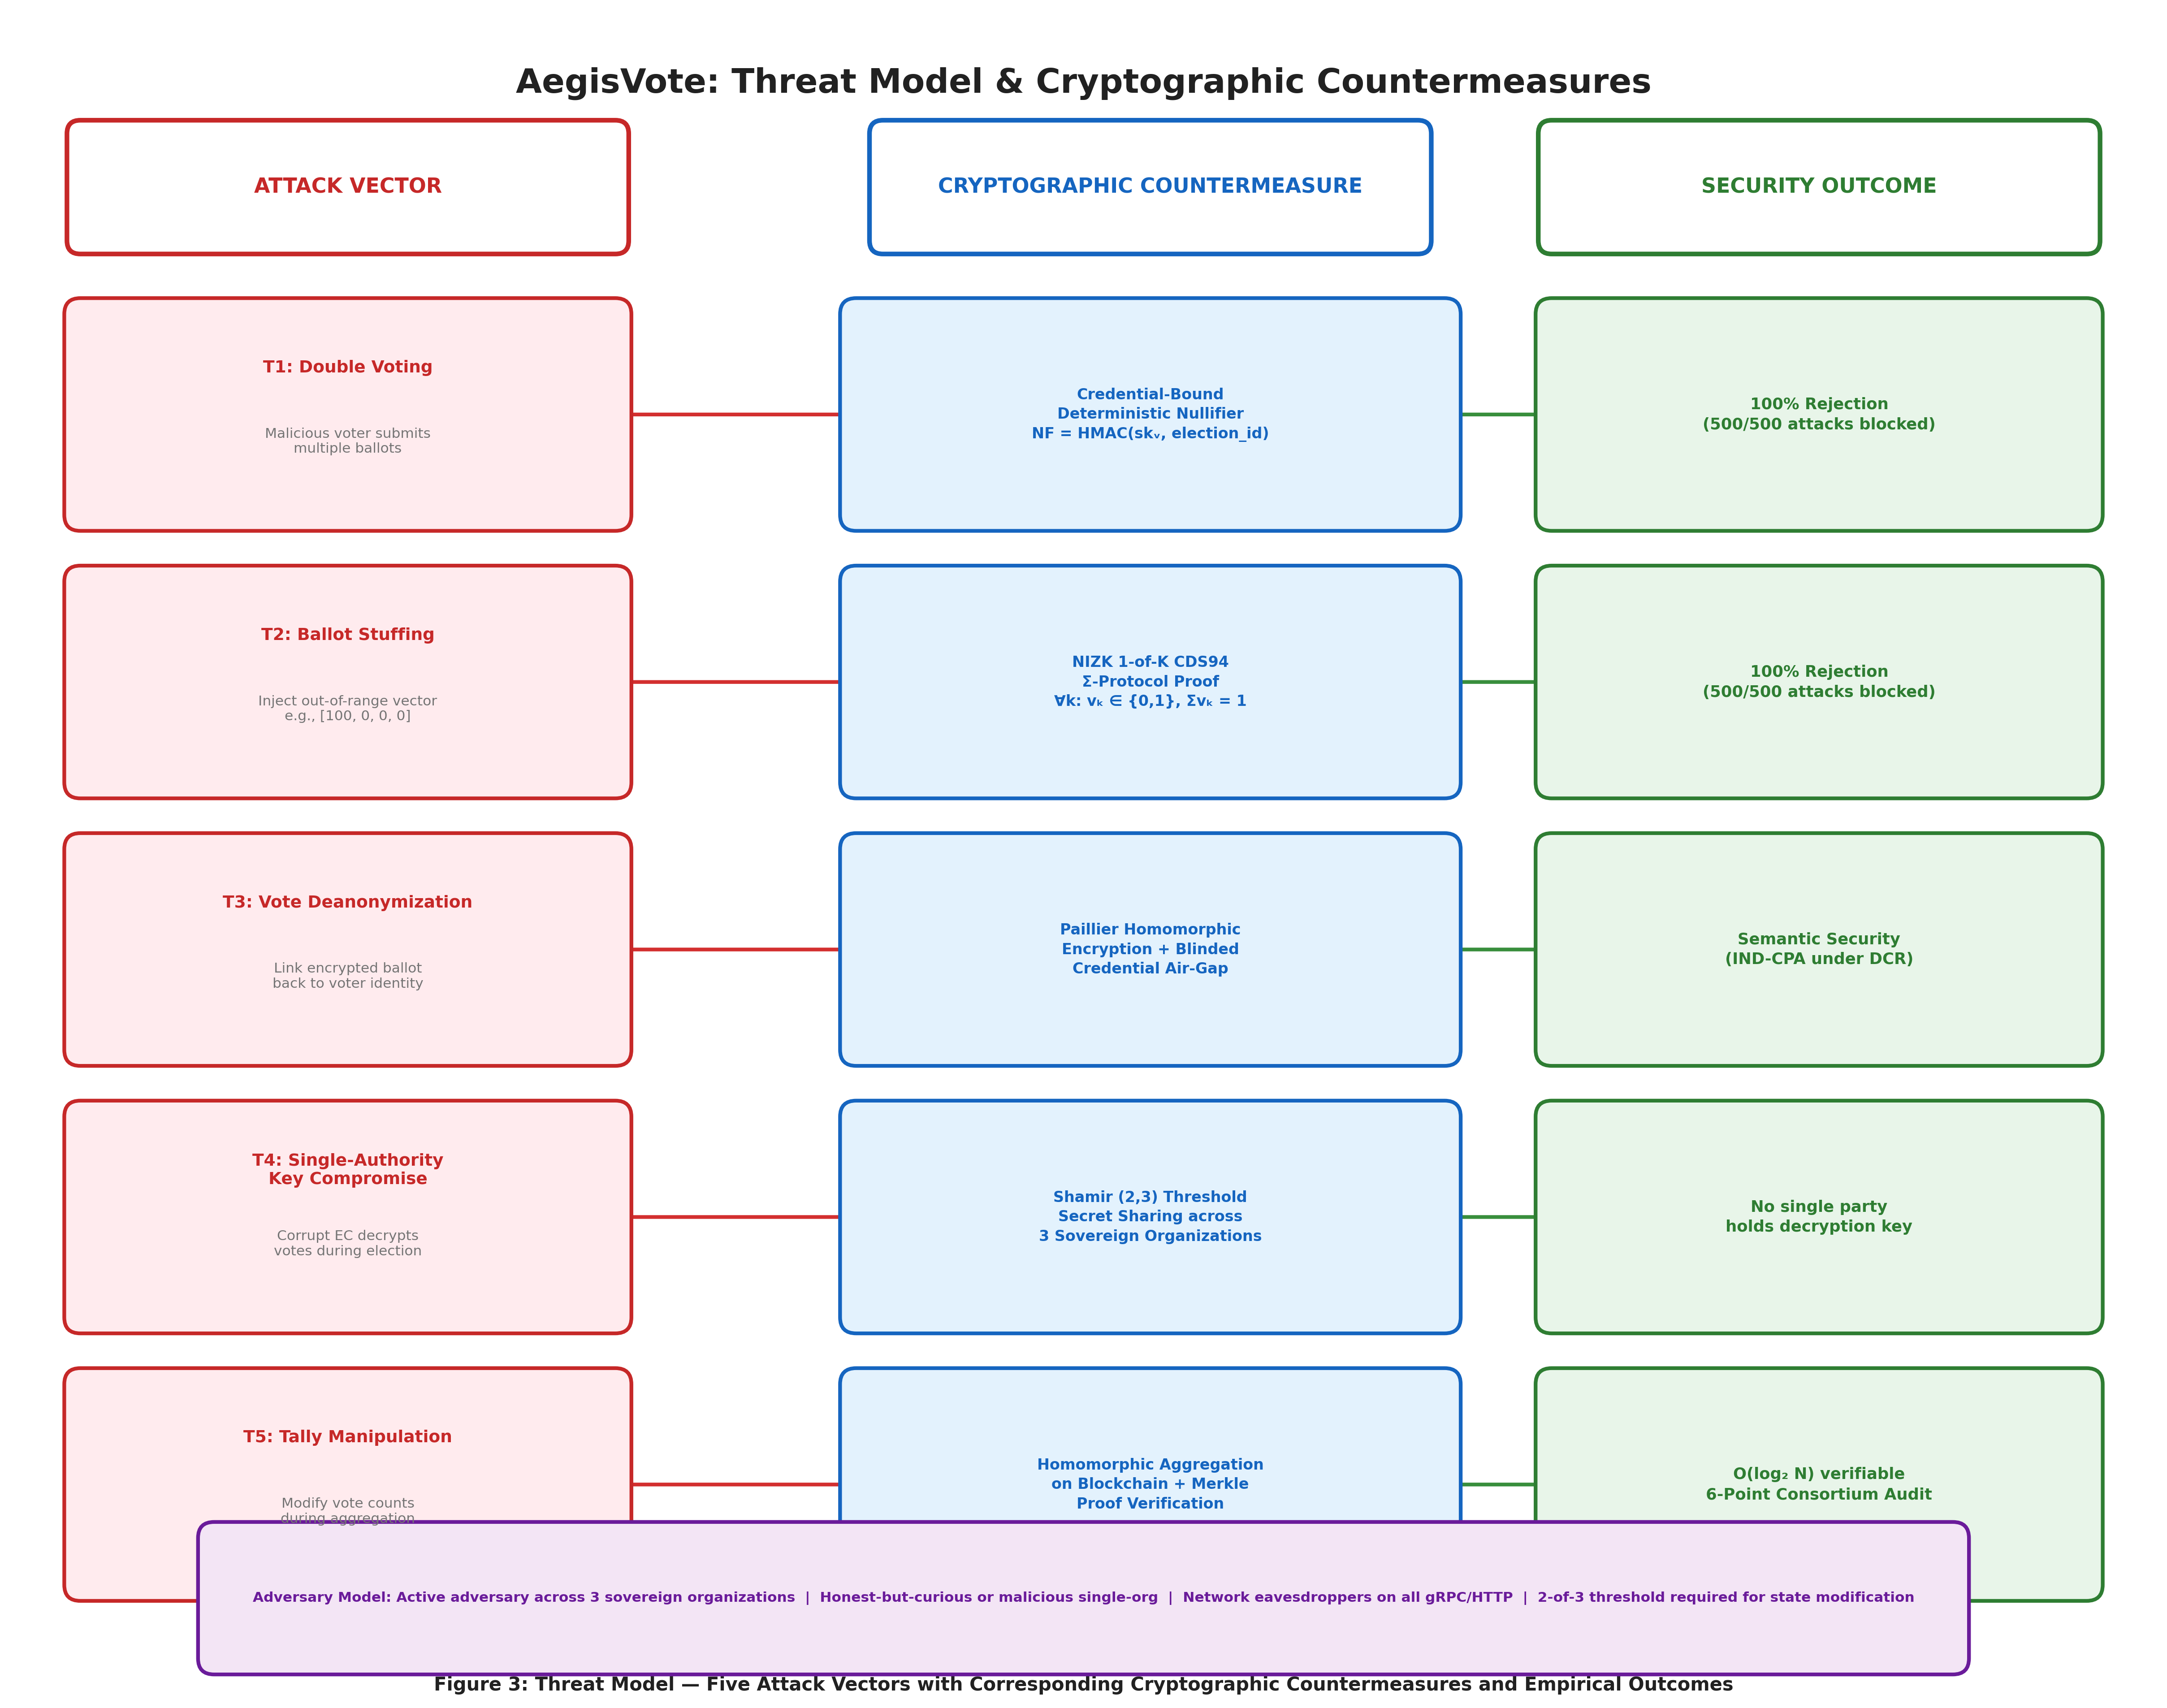 AegisVote: Threat Model & Cryptographic Countermeasures
ATTACK VECTOR
CRYPTOGRAPHIC COUNTERMEASURE
SECURITY OUTCOME
T1: Double Voting
Malicious voter submits
multiple ballots
Credential-Bound
Deterministic Nullifier
NF = HMAC(skᵥ, election_id)
100% Rejection
(500/500 attacks blocked)
T2: Ballot Stuffing
Inject out-of-range vector
e.g., [100, 0, 0, 0]
NIZK 1-of-K CDS94
Σ-Protocol Proof
∀k: vₖ ∈ {0,1}, Σvₖ = 1
100% Rejection
(500/500 attacks blocked)
T3: Vote Deanonymization
Link encrypted ballot
back to voter identity
Paillier Homomorphic
Encryption + Blinded
Credential Air-Gap
Semantic Security
(IND-CPA under DCR)
T4: Single-Authority
Key Compromise
Corrupt EC decrypts
votes during election
Shamir (2,3) Threshold
Secret Sharing across
3 Sovereign Organizations
No single party
holds decryption key
T5: Tally Manipulation
Modify vote counts
during aggregation
Homomorphic Aggregation
on Blockchain + Merkle
Proof Verification
O(log₂ N) verifiable
6-Point Consortium Audit
Adversary Model: Active adversary across 3 sovereign organizations | Honest-but-curious or malicious single-org | Network eavesdroppers on all gRPC/HTTP | 2-of-3 threshold required for state modification
Figure 3: Threat Model — Five Attack Vectors with Corresponding Cryptographic Countermeasures and Empirical Outcomes